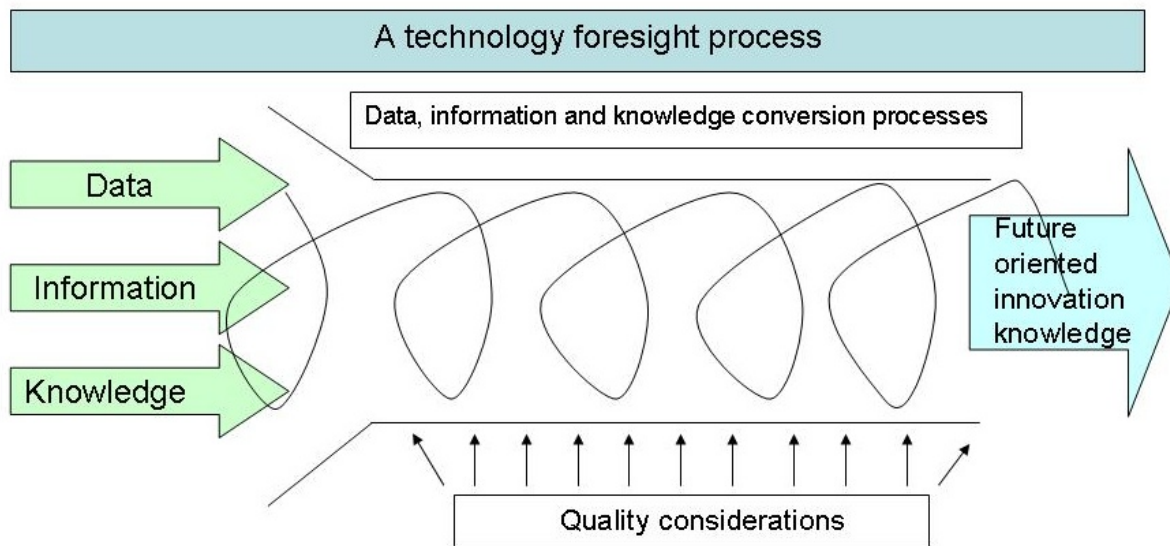 A technology foresight process
Data, information and knowledge conversion processes
Data
Information
Knowledge
Future
oriented
innovation
knowledge
Quality considerations